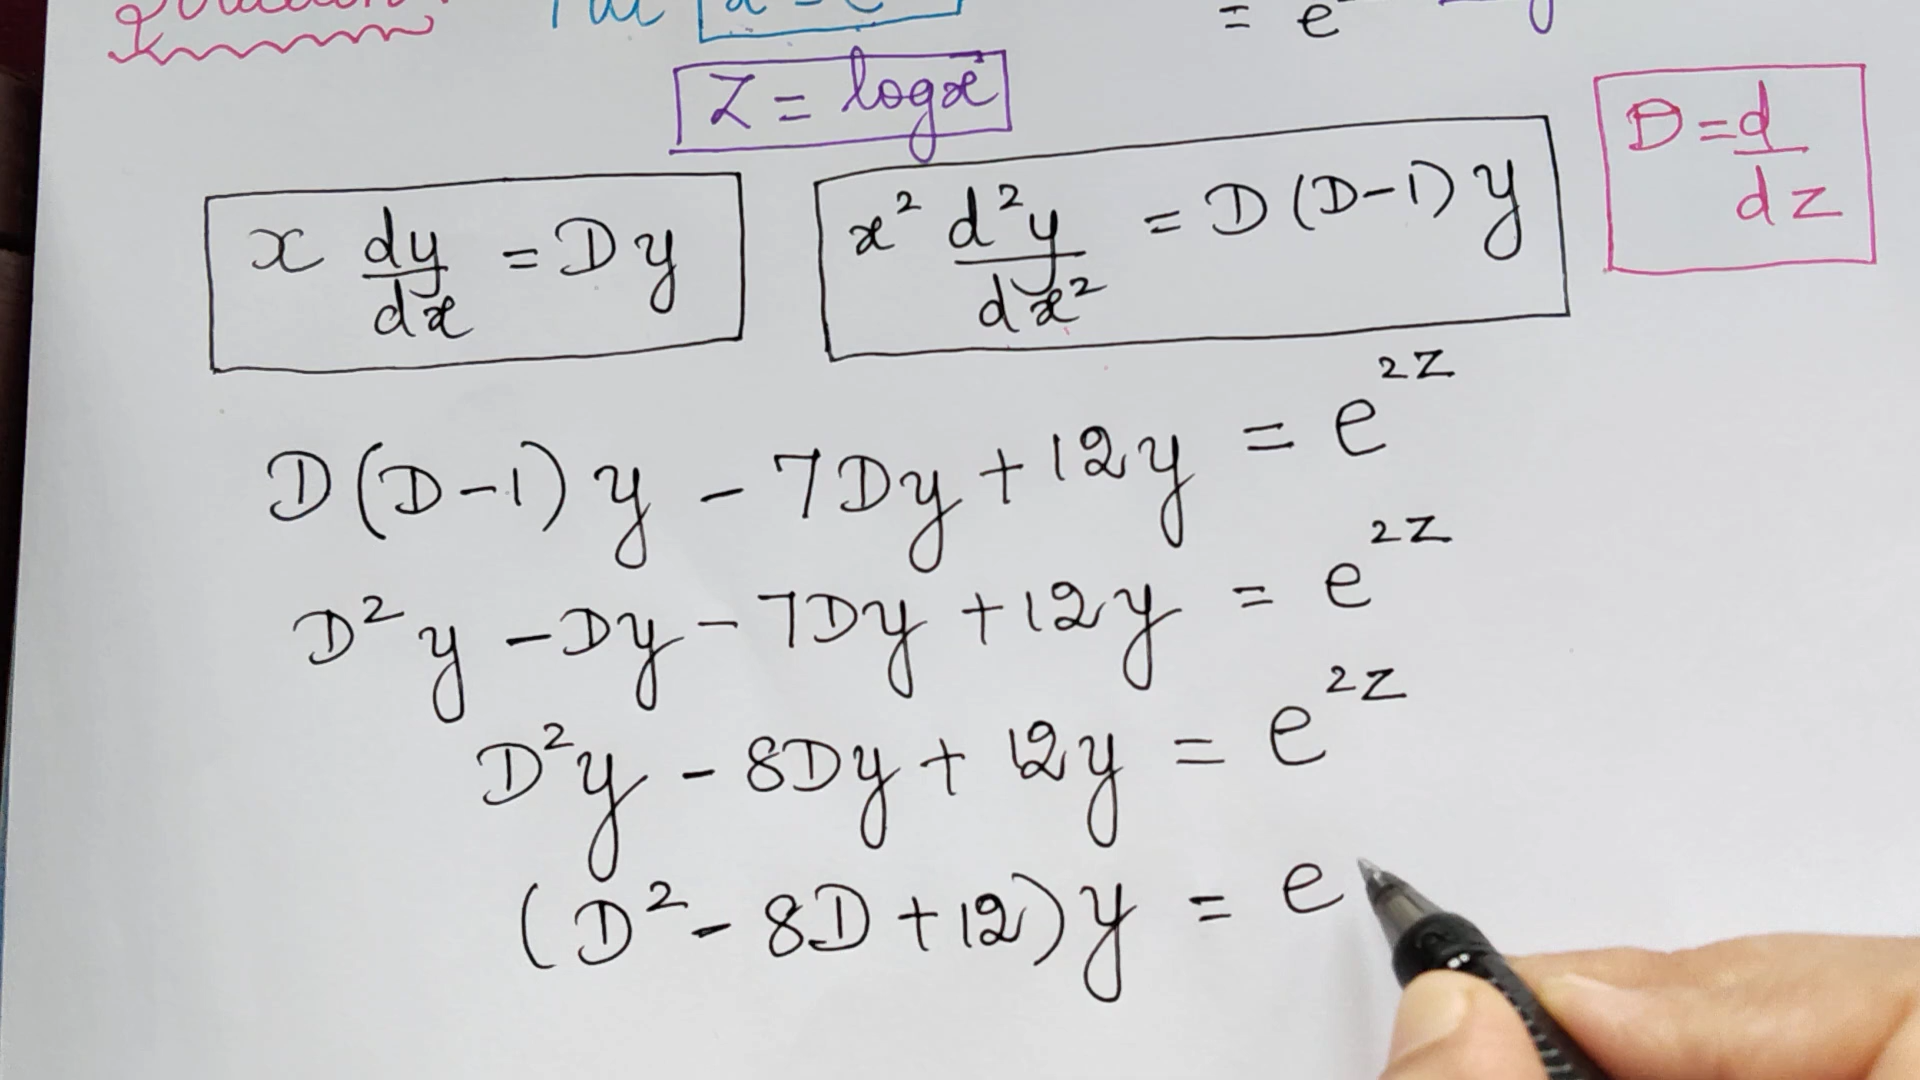 = e
Z = logx
D = d/dz
x dy/dx = Dy
x² d²y/dx² = D(D-1)y
D(D-1)y - 7Dy + 12y = e^2z
D²y - Dy - 7Dy + 12y = e^2z
D²y - 8Dy + 12y = e^2z
(D² - 8D + 12)y = e